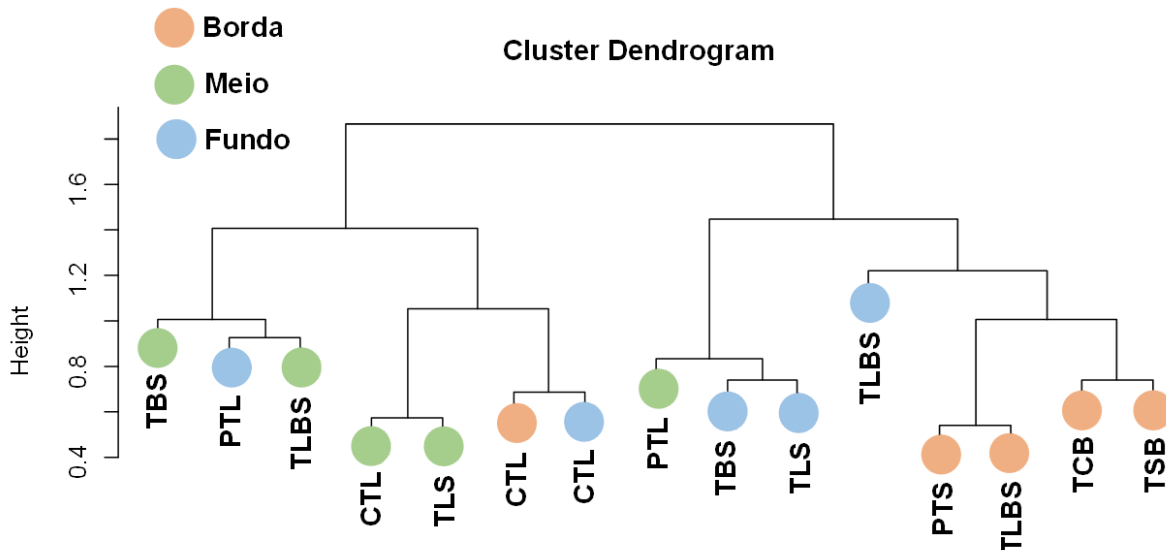 Borda
Meio
Fundo
Cluster Dendrogram
Height
1.6
1.2
0.8
0.4
TBS
PTL
TLBS
CTL
TLS
CTL
CTL
PTL
TBS
TLS
TLBS
PTS
TLBS
TCB
TSB